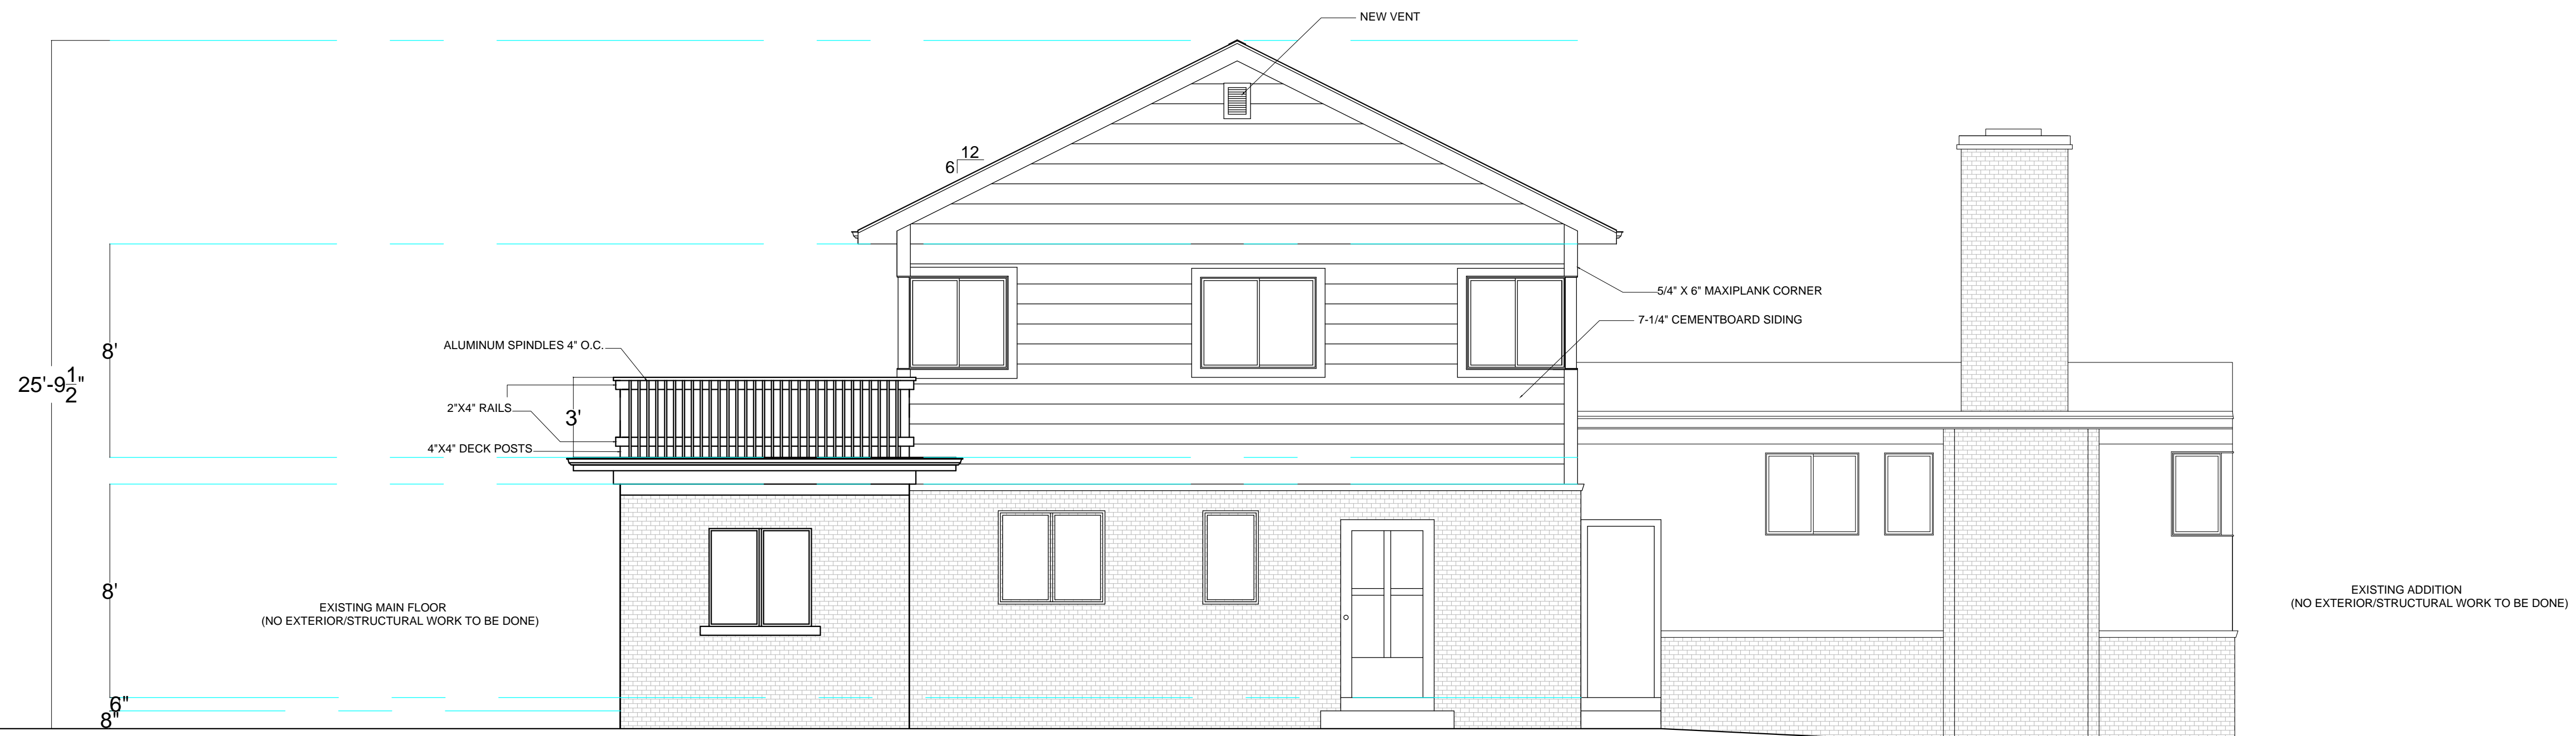 NEW VENT
12
6
5/4" X 6" MAXIPLANK CORNER
7-1/4" CEMENTBOARD SIDING
ALUMINUM SPINDLES 4" O.C.
8'
25'-9 1/2"
2"X4" RAILS
3'
4"X4" DECK POSTS
8'
EXISTING MAIN FLOOR
(NO EXTERIOR/STRUCTURAL WORK TO BE DONE)
EXISTING ADDITION
(NO EXTERIOR/STRUCTURAL WORK TO BE DONE)
6"
8"